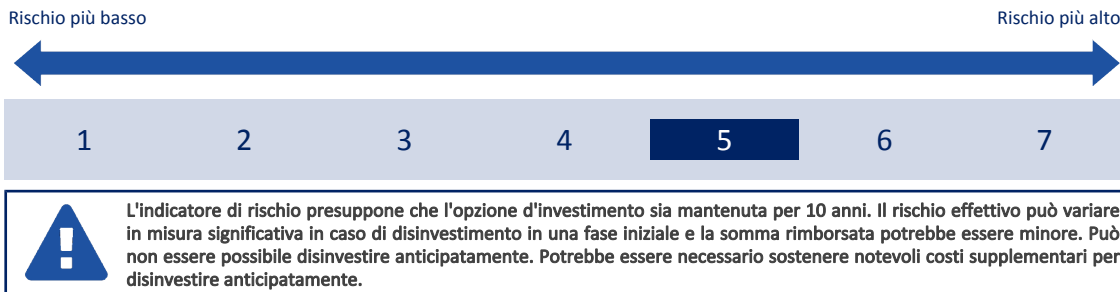 Rischio più basso Rischio più alto
1 2 3 4 5 6 7
L'indicatore di rischio presuppone che l'opzione d'investimento sia mantenuta per 10 anni. Il rischio effettivo può variare
in misura significativa in caso di disinvestimento in una fase iniziale e la somma rimborsata potrebbe essere minore. Può
non essere possibile disinvestire anticipatamente. Potrebbe essere necessario sostenere notevoli costi supplementari per
disinvestire anticipatamente.